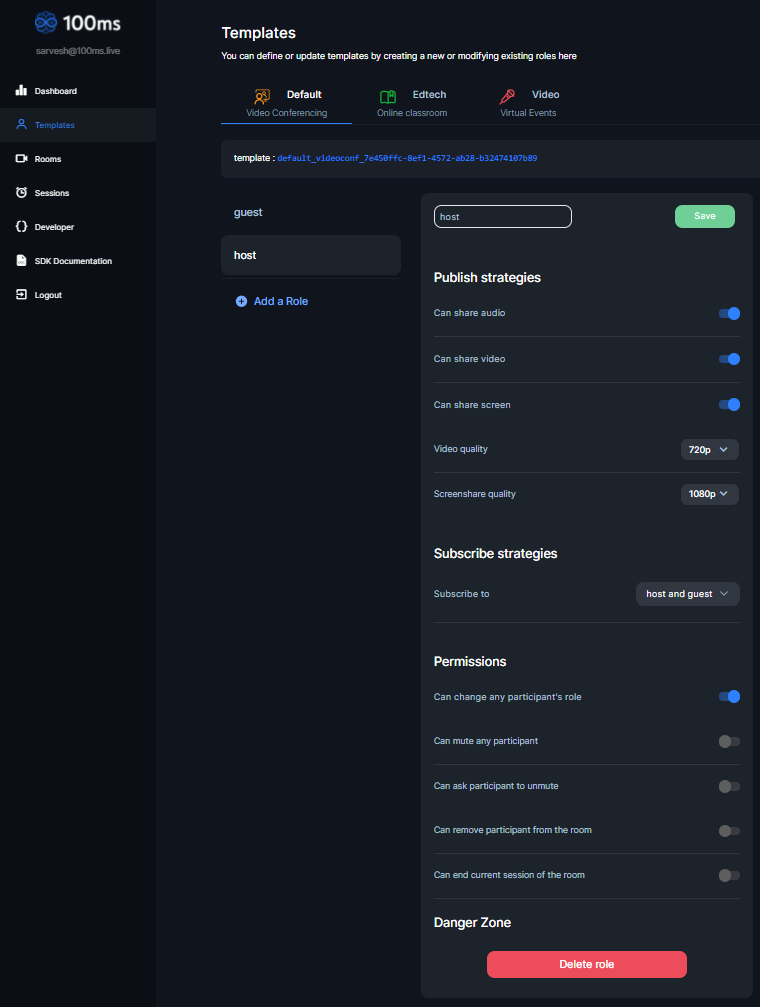 100ms
sarvesh@100ms.live
Dashboard
Templates
Rooms
Sessions
Developer
SDK Documentation
Logout
Templates
You can define or update templates by creating a new or modifying existing roles here
Default
Video Conferencing
Edtech
Online classroom
Video
Virtual Events
template : default_videoconf_7e450ffc-8ef1-4572-ab28-b32474107b89
guest
host
Add a Role
host
Save
Publish strategies
Can share audio
Can share video
Can share screen
Video quality 720p
Screenshare quality 1080p
Subscribe strategies
Subscribe to host and guest
Permissions
Can change any participant's role
Can mute any participant
Can ask participant to unmute
Can remove participant from the room
Can end current session of the room
Danger Zone
Delete role